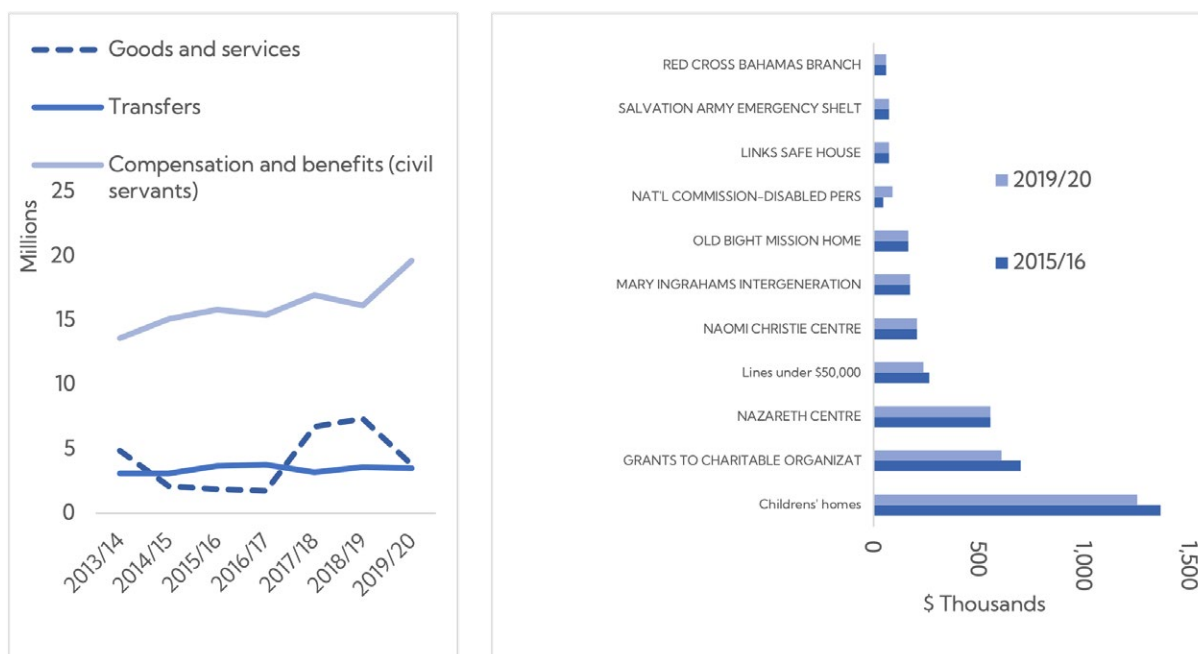 Goods and services
Transfers
Compensation and benefits (civil
servants)
Millions
25
20
15
10
5
0
2013/14
2014/15
2015/16
2016/17
2017/18
2018/19
2019/20
RED CROSS BAHAMAS BRANCH
SALVATION ARMY EMERGENCY SHELT
LINKS SAFE HOUSE
NAT'L COMMISSION-DISABLED PERS
OLD BIGHT MISSION HOME
MARY INGRAHAMS INTERGENERATION
NAOMI CHRISTIE CENTRE
Lines under $50,000
NAZARETH CENTRE
GRANTS TO CHARITABLE ORGANIZAT
Childrens' homes
2019/20
2015/16
0
500
1,000
1,500
$ Thousands